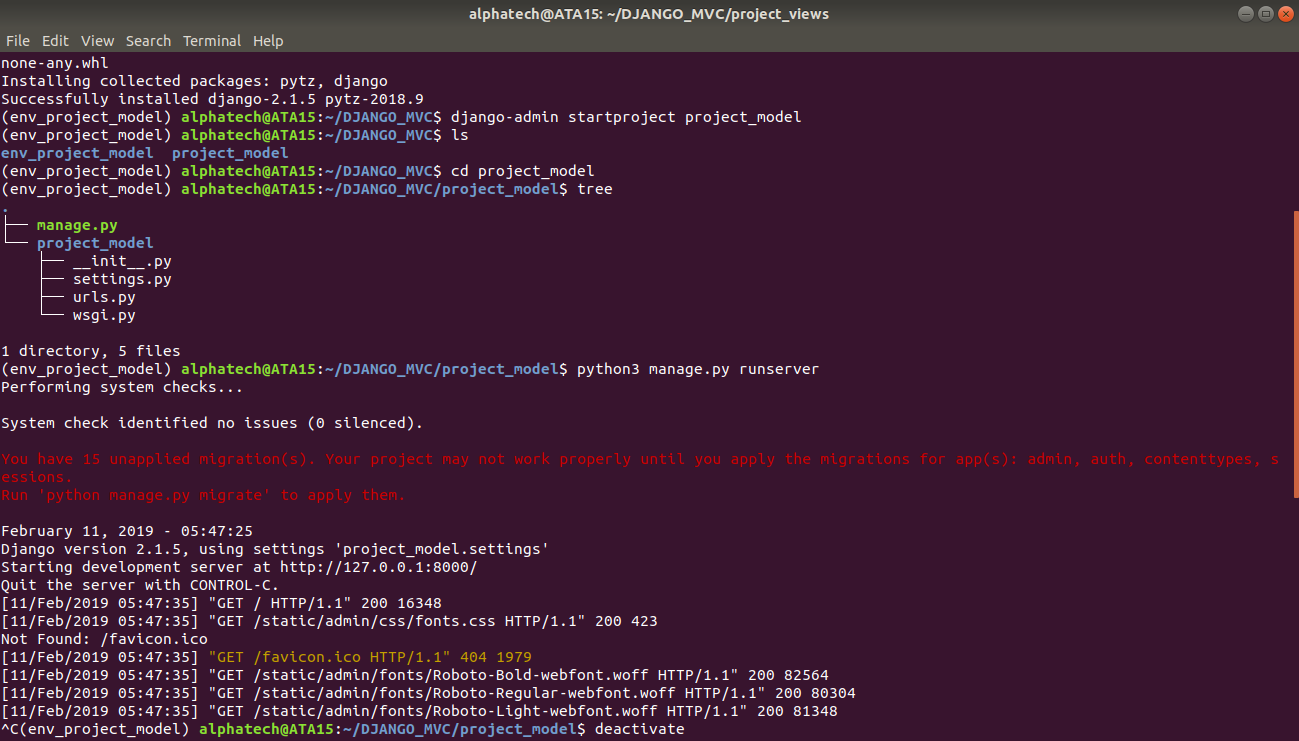 alphatech@ATA15: ~/DJANGO_MVC/project_views
File Edit View Search Terminal Help
none-any.whl
Installing collected packages: pytz, django
Successfully installed django-2.1.5 pytz-2018.9
(env_project_model) alphatech@ATA15:~/DJANGO_MVC$ django-admin startproject project_model
(env_project_model) alphatech@ATA15:~/DJANGO_MVC$ ls
env_project_model  project_model
(env_project_model) alphatech@ATA15:~/DJANGO_MVC$ cd project_model
(env_project_model) alphatech@ATA15:~/DJANGO_MVC/project_model$ tree
.
├── manage.py
└── project_model
    ├── __init__.py
    ├── settings.py
    ├── urls.py
    └── wsgi.py
1 directory, 5 files
(env_project_model) alphatech@ATA15:~/DJANGO_MVC/project_model$ python3 manage.py runserver
Performing system checks...
System check identified no issues (0 silenced).
You have 15 unapplied migration(s). Your project may not work properly until you apply the migrations for app(s): admin, auth, contenttypes, s
essions.
Run 'python manage.py migrate' to apply them.
February 11, 2019 - 05:47:25
Django version 2.1.5, using settings 'project_model.settings'
Starting development server at http://127.0.0.1:8000/
Quit the server with CONTROL-C.
[11/Feb/2019 05:47:35] "GET / HTTP/1.1" 200 16348
[11/Feb/2019 05:47:35] "GET /static/admin/css/fonts.css HTTP/1.1" 200 423
Not Found: /favicon.ico
[11/Feb/2019 05:47:35] "GET /favicon.ico HTTP/1.1" 404 1979
[11/Feb/2019 05:47:35] "GET /static/admin/fonts/Roboto-Bold-webfont.woff HTTP/1.1" 200 82564
[11/Feb/2019 05:47:35] "GET /static/admin/fonts/Roboto-Regular-webfont.woff HTTP/1.1" 200 80304
[11/Feb/2019 05:47:35] "GET /static/admin/fonts/Roboto-Light-webfont.woff HTTP/1.1" 200 81348
^C(env_project_model) alphatech@ATA15:~/DJANGO_MVC/project_model$ deactivate